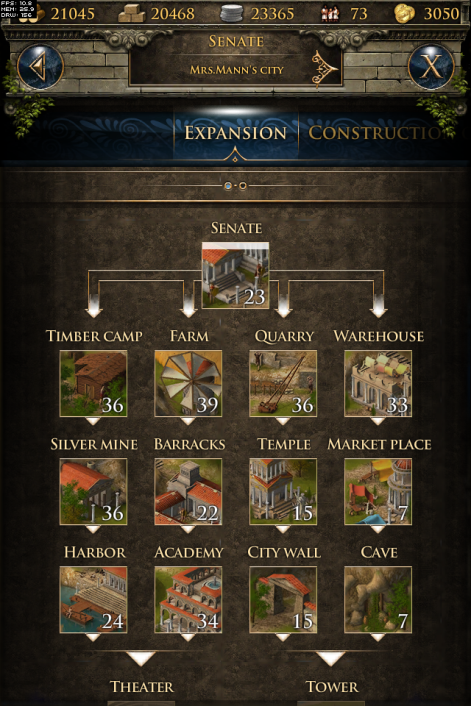 FPS: 10.8
MEM: 25.9
DRW: 156
21045 20468 23365 73 3050
SENATE
MRS.MANN'S CITY
X
EXPANSION CONSTRUCTIO
SENATE
23
TIMBER CAMP FARM QUARRY WAREHOUSE
36 39 36 33
SILVER MINE BARRACKS TEMPLE MARKET PLACE
36 22 15 7
HARBOR ACADEMY CITY WALL CAVE
24 34 15 7
THEATER TOWER